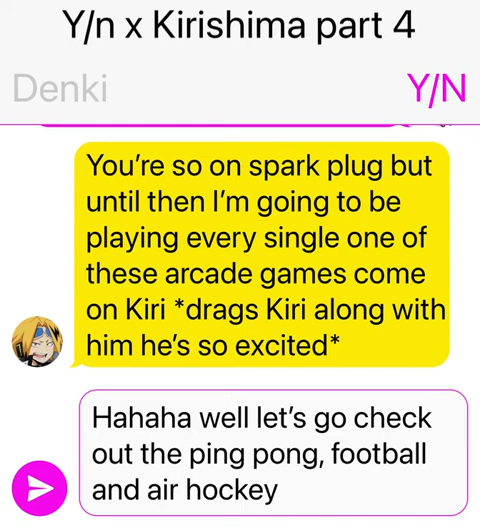 Y/n x Kirishima part 4
Denki
Y/N
You're so on spark plug but
until then I'm going to be
playing every single one of
these arcade games come
on Kiri *drags Kiri along with
him he's so excited*
Hahaha well let's go check
out the ping pong, football
and air hockey